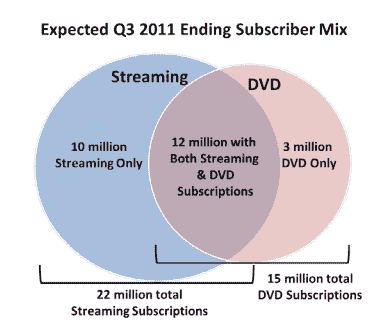 Expected Q3 2011 Ending Subscriber Mix
Streaming
DVD
10 million
Streaming Only
12 million with
Both Streaming
& DVD
Subscriptions
3 million
DVD Only
15 million total
DVD Subscriptions
22 million total
Streaming Subscriptions